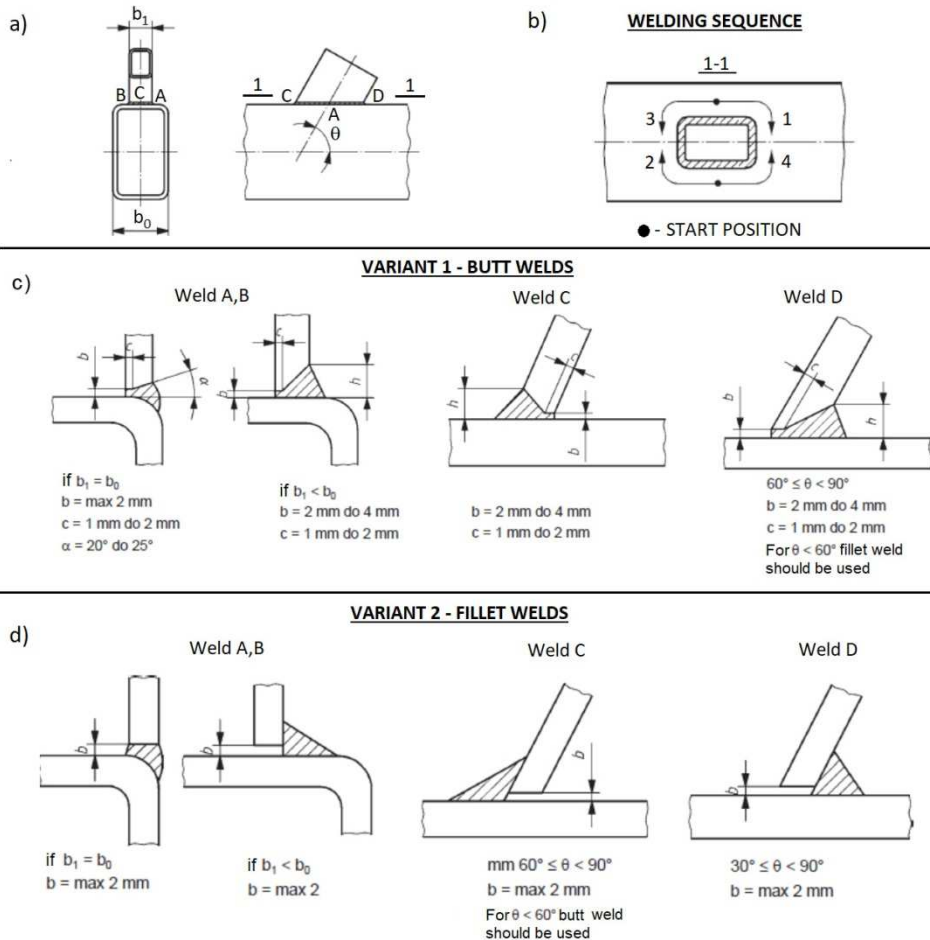 a)
b₁
B C A
b₀
1 C D 1
A
θ
b) WELDING SEQUENCE
1-1
3 1
2 4
● - START POSITION
VARIANT 1 - BUTT WELDS
c)
Weld A,B
Weld C
Weld D
b c α
b c h
h c b
b c h
if b₁ = b₀
b = max 2 mm
c = 1 mm do 2 mm
α = 20° do 25°
if b₁ < b₀
b = 2 mm do 4 mm
c = 1 mm do 2 mm
b = 2 mm do 4 mm
c = 1 mm do 2 mm
60° ≤ θ < 90°
b = 2 mm do 4 mm
c = 1 mm do 2 mm
For θ < 60° fillet weld
should be used
VARIANT 2 - FILLET WELDS
d)
Weld A,B
Weld C
Weld D
b
b
b
b
if b₁ = b₀
b = max 2 mm
if b₁ < b₀
b = max 2
mm 60° ≤ θ < 90°
b = max 2 mm
For θ < 60° butt weld
should be used
30° ≤ θ < 90°
b = max 2 mm